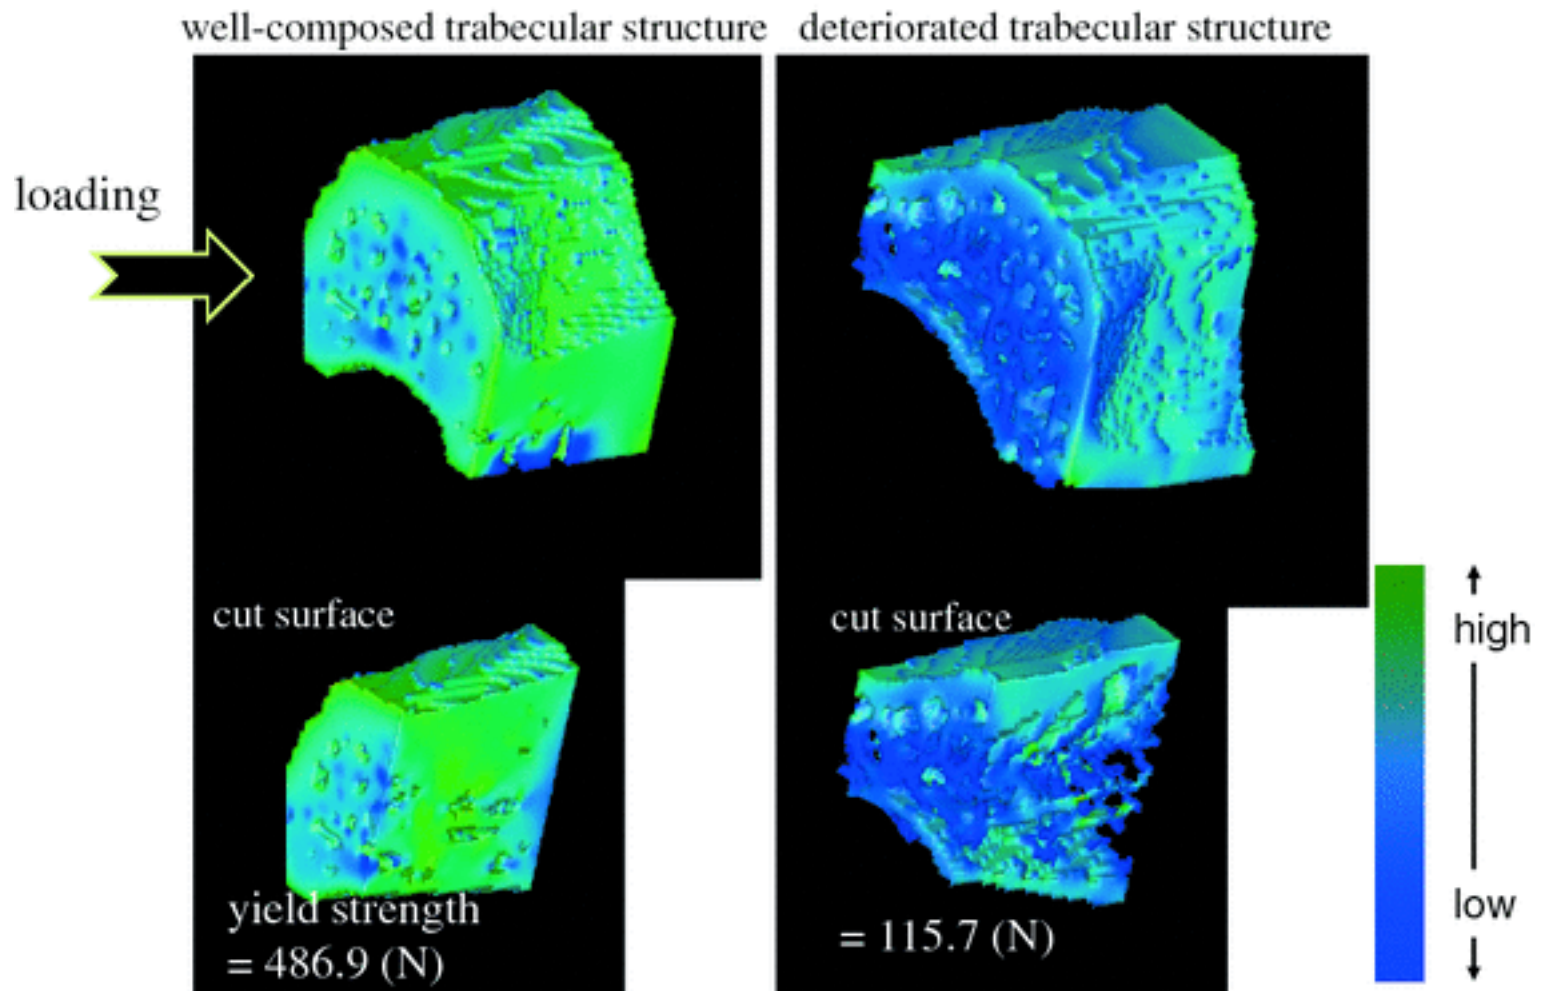 well-composed trabecular structure
deteriorated trabecular structure
loading
cut surface
yield strength
= 486.9 (N)
cut surface
= 115.7 (N)
high
low